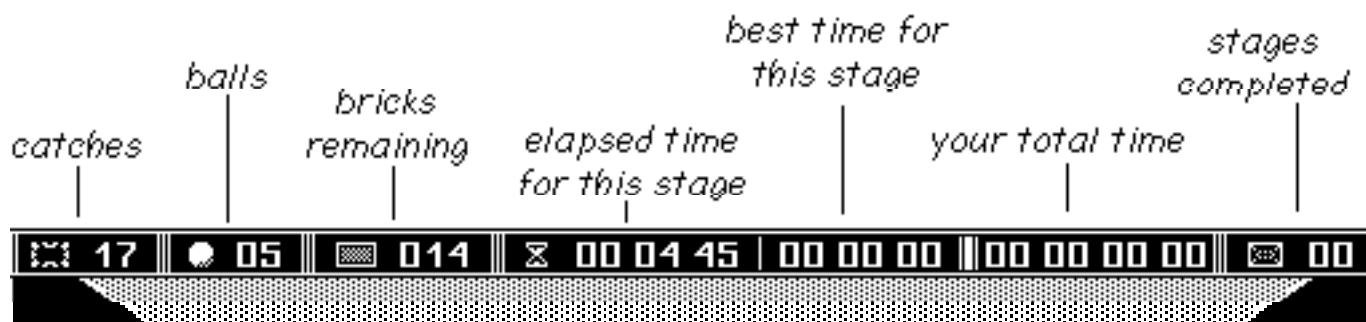 catches
balls
bricks
remaining
elapsed time
for this stage
best time for
this stage
your total time
stages
completed
17 05 014 00 04 45 00 00 00 00 00 00 00 00